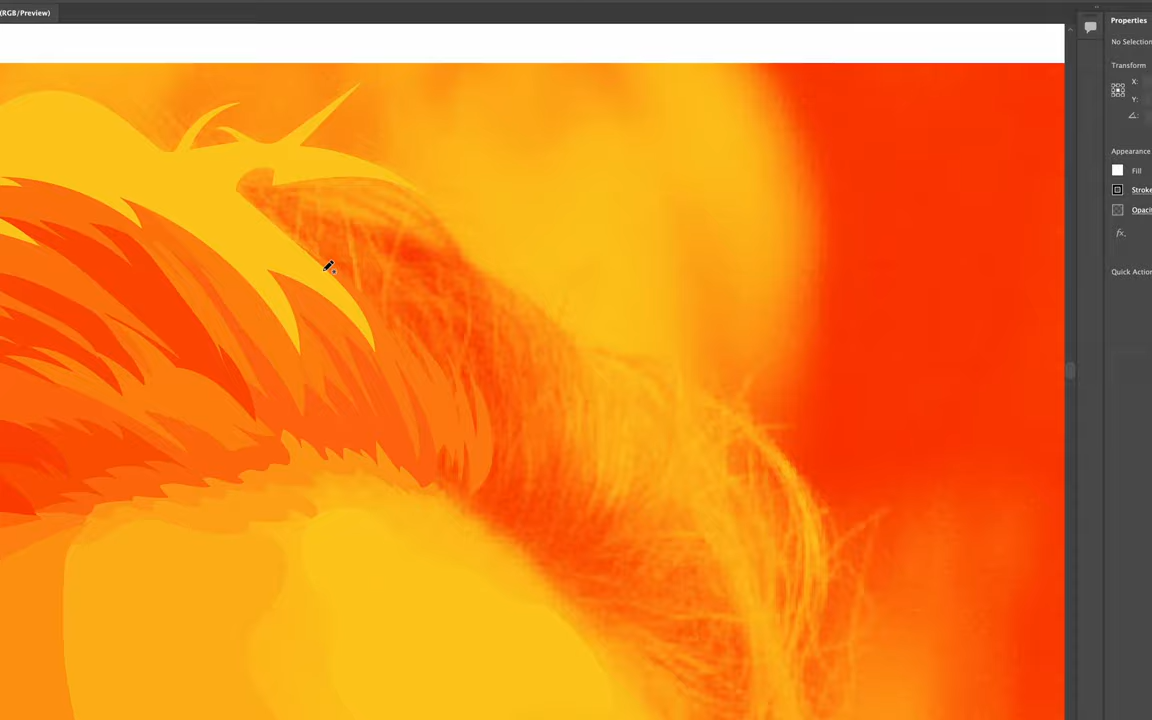 (RGB/Preview)
Properties
No Selection
Transform
X:
Y:
Appearance
Fill
Stroke
Opacit
fx.
Quick Action